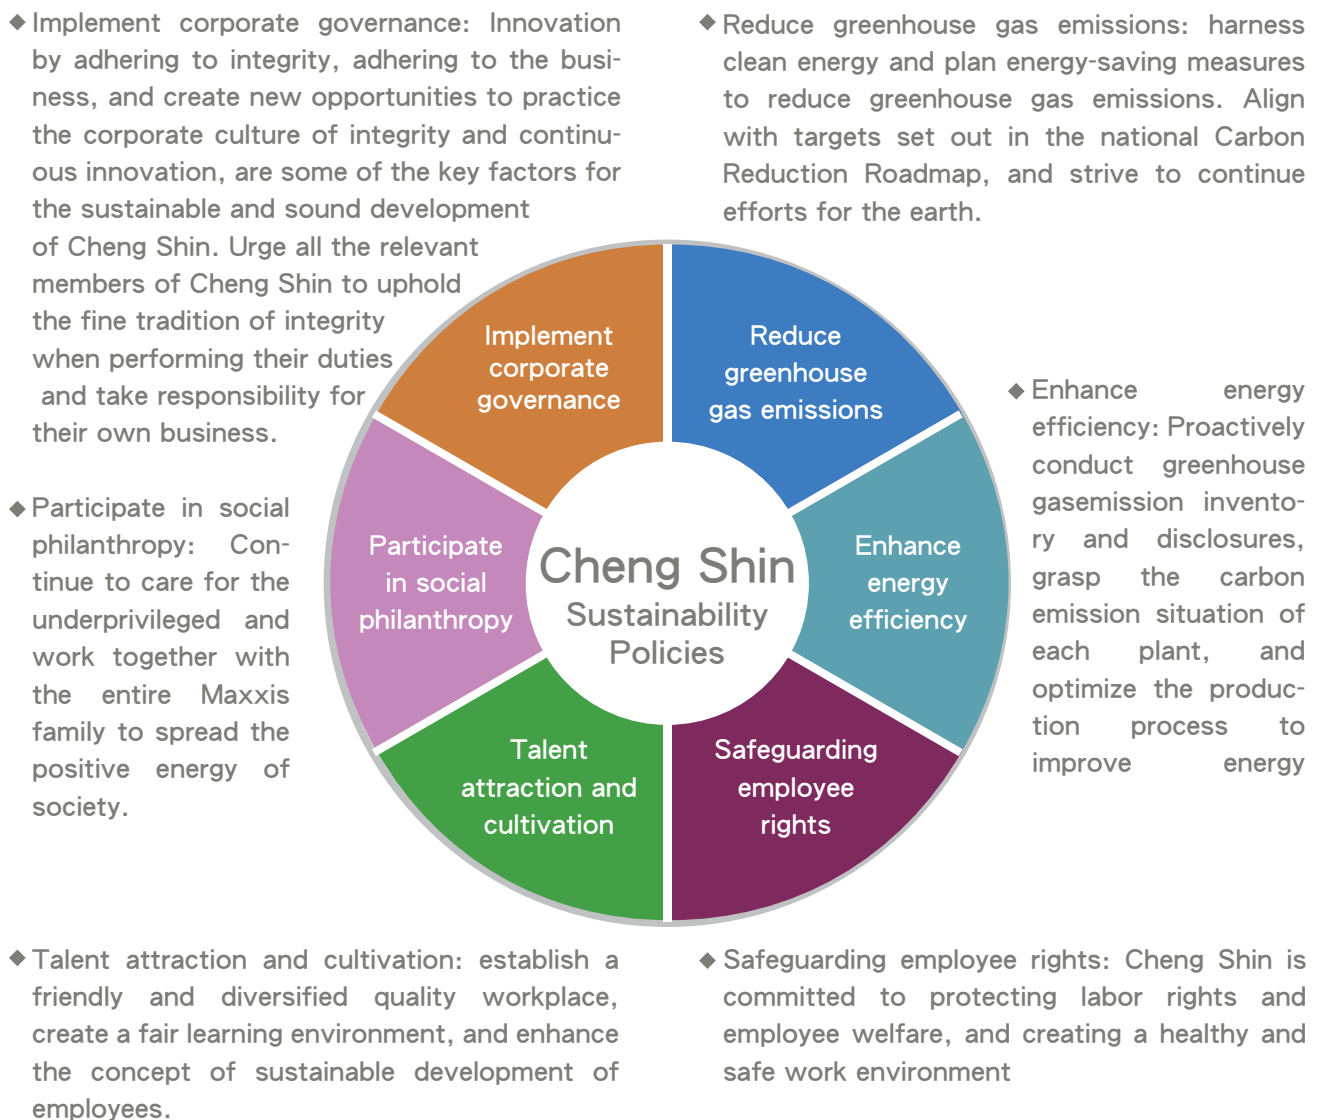 ◆ Implement corporate governance: Innovation
by adhering to integrity, adhering to the busi-
ness, and create new opportunities to practice
the corporate culture of integrity and continu-
ous innovation, are some of the key factors for
the sustainable and sound development
of Cheng Shin. Urge all the relevant
members of Cheng Shin to uphold
the fine tradition of integrity
when performing their duties
and take responsibility for
their own business.
◆ Reduce greenhouse gas emissions: harness
clean energy and plan energy-saving measures
to reduce greenhouse gas emissions. Align
with targets set out in the national Carbon
Reduction Roadmap, and strive to continue
efforts for the earth.
◆ Participate in social
philanthropy: Con-
tinue to care for the
underprivileged and
work together with
the entire Maxxis
family to spread the
positive energy of
society.
Implement
corporate
governance
Reduce
greenhouse
gas emissions
Participate
in social
philanthropy
Cheng Shin
Sustainability
Policies
Enhance
energy
efficiency
Talent
attraction and
cultivation
Safeguarding
employee
rights
◆ Enhance energy
efficiency: Proactively
conduct greenhouse
gasemission invento-
ry and disclosures,
grasp the carbon
emission situation of
each plant, and
optimize the produc-
tion process to
improve energy
◆ Talent attraction and cultivation: establish a
friendly and diversified quality workplace,
create a fair learning environment, and enhance
the concept of sustainable development of
employees.
◆ Safeguarding employee rights: Cheng Shin is
committed to protecting labor rights and
employee welfare, and creating a healthy and
safe work environment